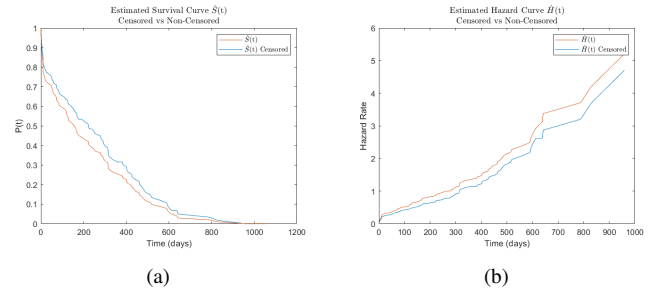 Estimated Survival Curve Ŝ(t)
Censored vs Non-Censored
Ŝ(t)
Ŝ(t) Censored
P(t)
1
0.9
0.8
0.7
0.6
0.5
0.4
0.3
0.2
0.1
0
0 200 400 600 800 1000 1200
Time (days)
(a)
Estimated Hazard Curve Ĥ(t)
Censored vs Non-Censored
Ĥ(t)
Ĥ(t) Censored
Hazard Rate
6
5
4
3
2
1
0
0 100 200 300 400 500 600 700 800 900 1000
Time (days)
(b)